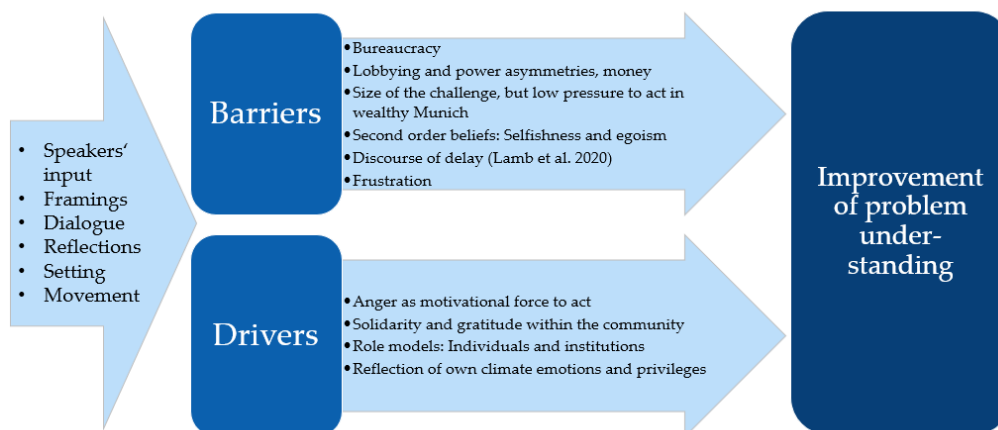 • Speakers‘
input
• Framings
• Dialogue
• Reflections
• Setting
• Movement
Barriers
•Bureaucracy
•Lobbying and power asymmetries, money
•Size of the challenge, but low pressure to act in
wealthy Munich
•Second order beliefs: Selfishness and egoism
•Discourse of delay (Lamb et al. 2020)
•Frustration
Drivers
•Anger as motivational force to act
•Solidarity and gratitude within the community
•Role models: Individuals and institutions
•Reflection of own climate emotions and privileges
Improvement
of problem
under-
standing